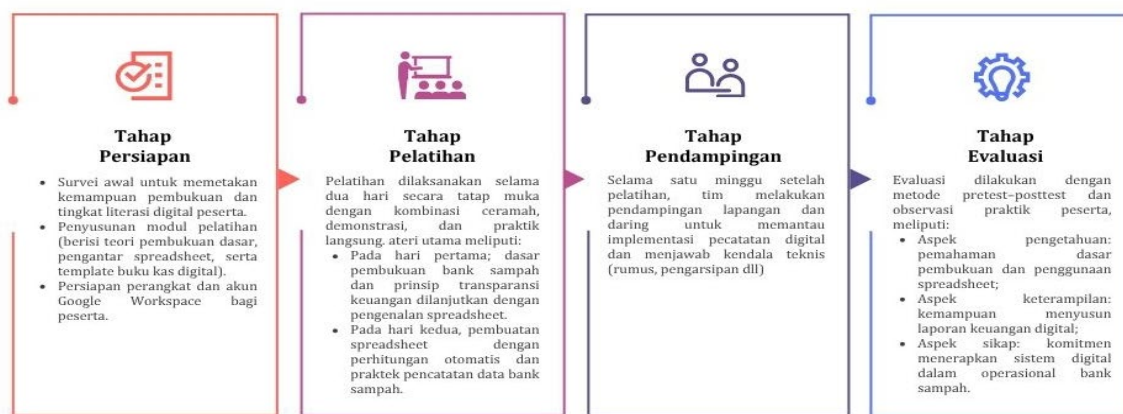 Tahap
Persiapan
• Survei awal untuk memetakan
kemampuan pembukuan dan
tingkat literasi digital peserta.
• Penyusunan modul pelatihan
(berisi teori pembukuan dasar,
pengantar spreadsheet, serta
template buku kas digital).
• Persiapan perangkat dan akun
Google Workspace bagi
peserta.
Tahap
Pelatihan
Pelatihan dilaksanakan selama
dua hari secara tatap muka
dengan kombinasi ceramah,
demonstrasi, dan praktik
langsung. ateri utama meliputi:
• Pada hari pertama; dasar
pembukuan bank sampah
dan prinsip transparansi
keuangan dilanjutkan dengan
pengenalan spreadsheet.
• Pada hari kedua, pembuatan
spreadsheet dengan
perhitungan otomatis dan
praktek pencatatan data bank
sampah.
Tahap
Pendampingan
Selama satu minggu setelah
pelatihan, tim melakukan
pendampingan lapangan dan
daring untuk memantau
implementasi pecatatan digital
dan menjawab kendala teknis
(rumus, pengarsipan dll)
Tahap
Evaluasi
Evaluasi dilakukan dengan
metode pretest–posttest dan
observasi praktik peserta,
meliputi:
• Aspek pengetahuan:
pemahaman dasar
pembukuan dan penggunaan
spreadsheet;
• Aspek keterampilan:
kemampuan menyusun
laporan keuangan digital;
• Aspek sikap: komitmen
menerapkan sistem digital
dalam operasional bank
sampah.